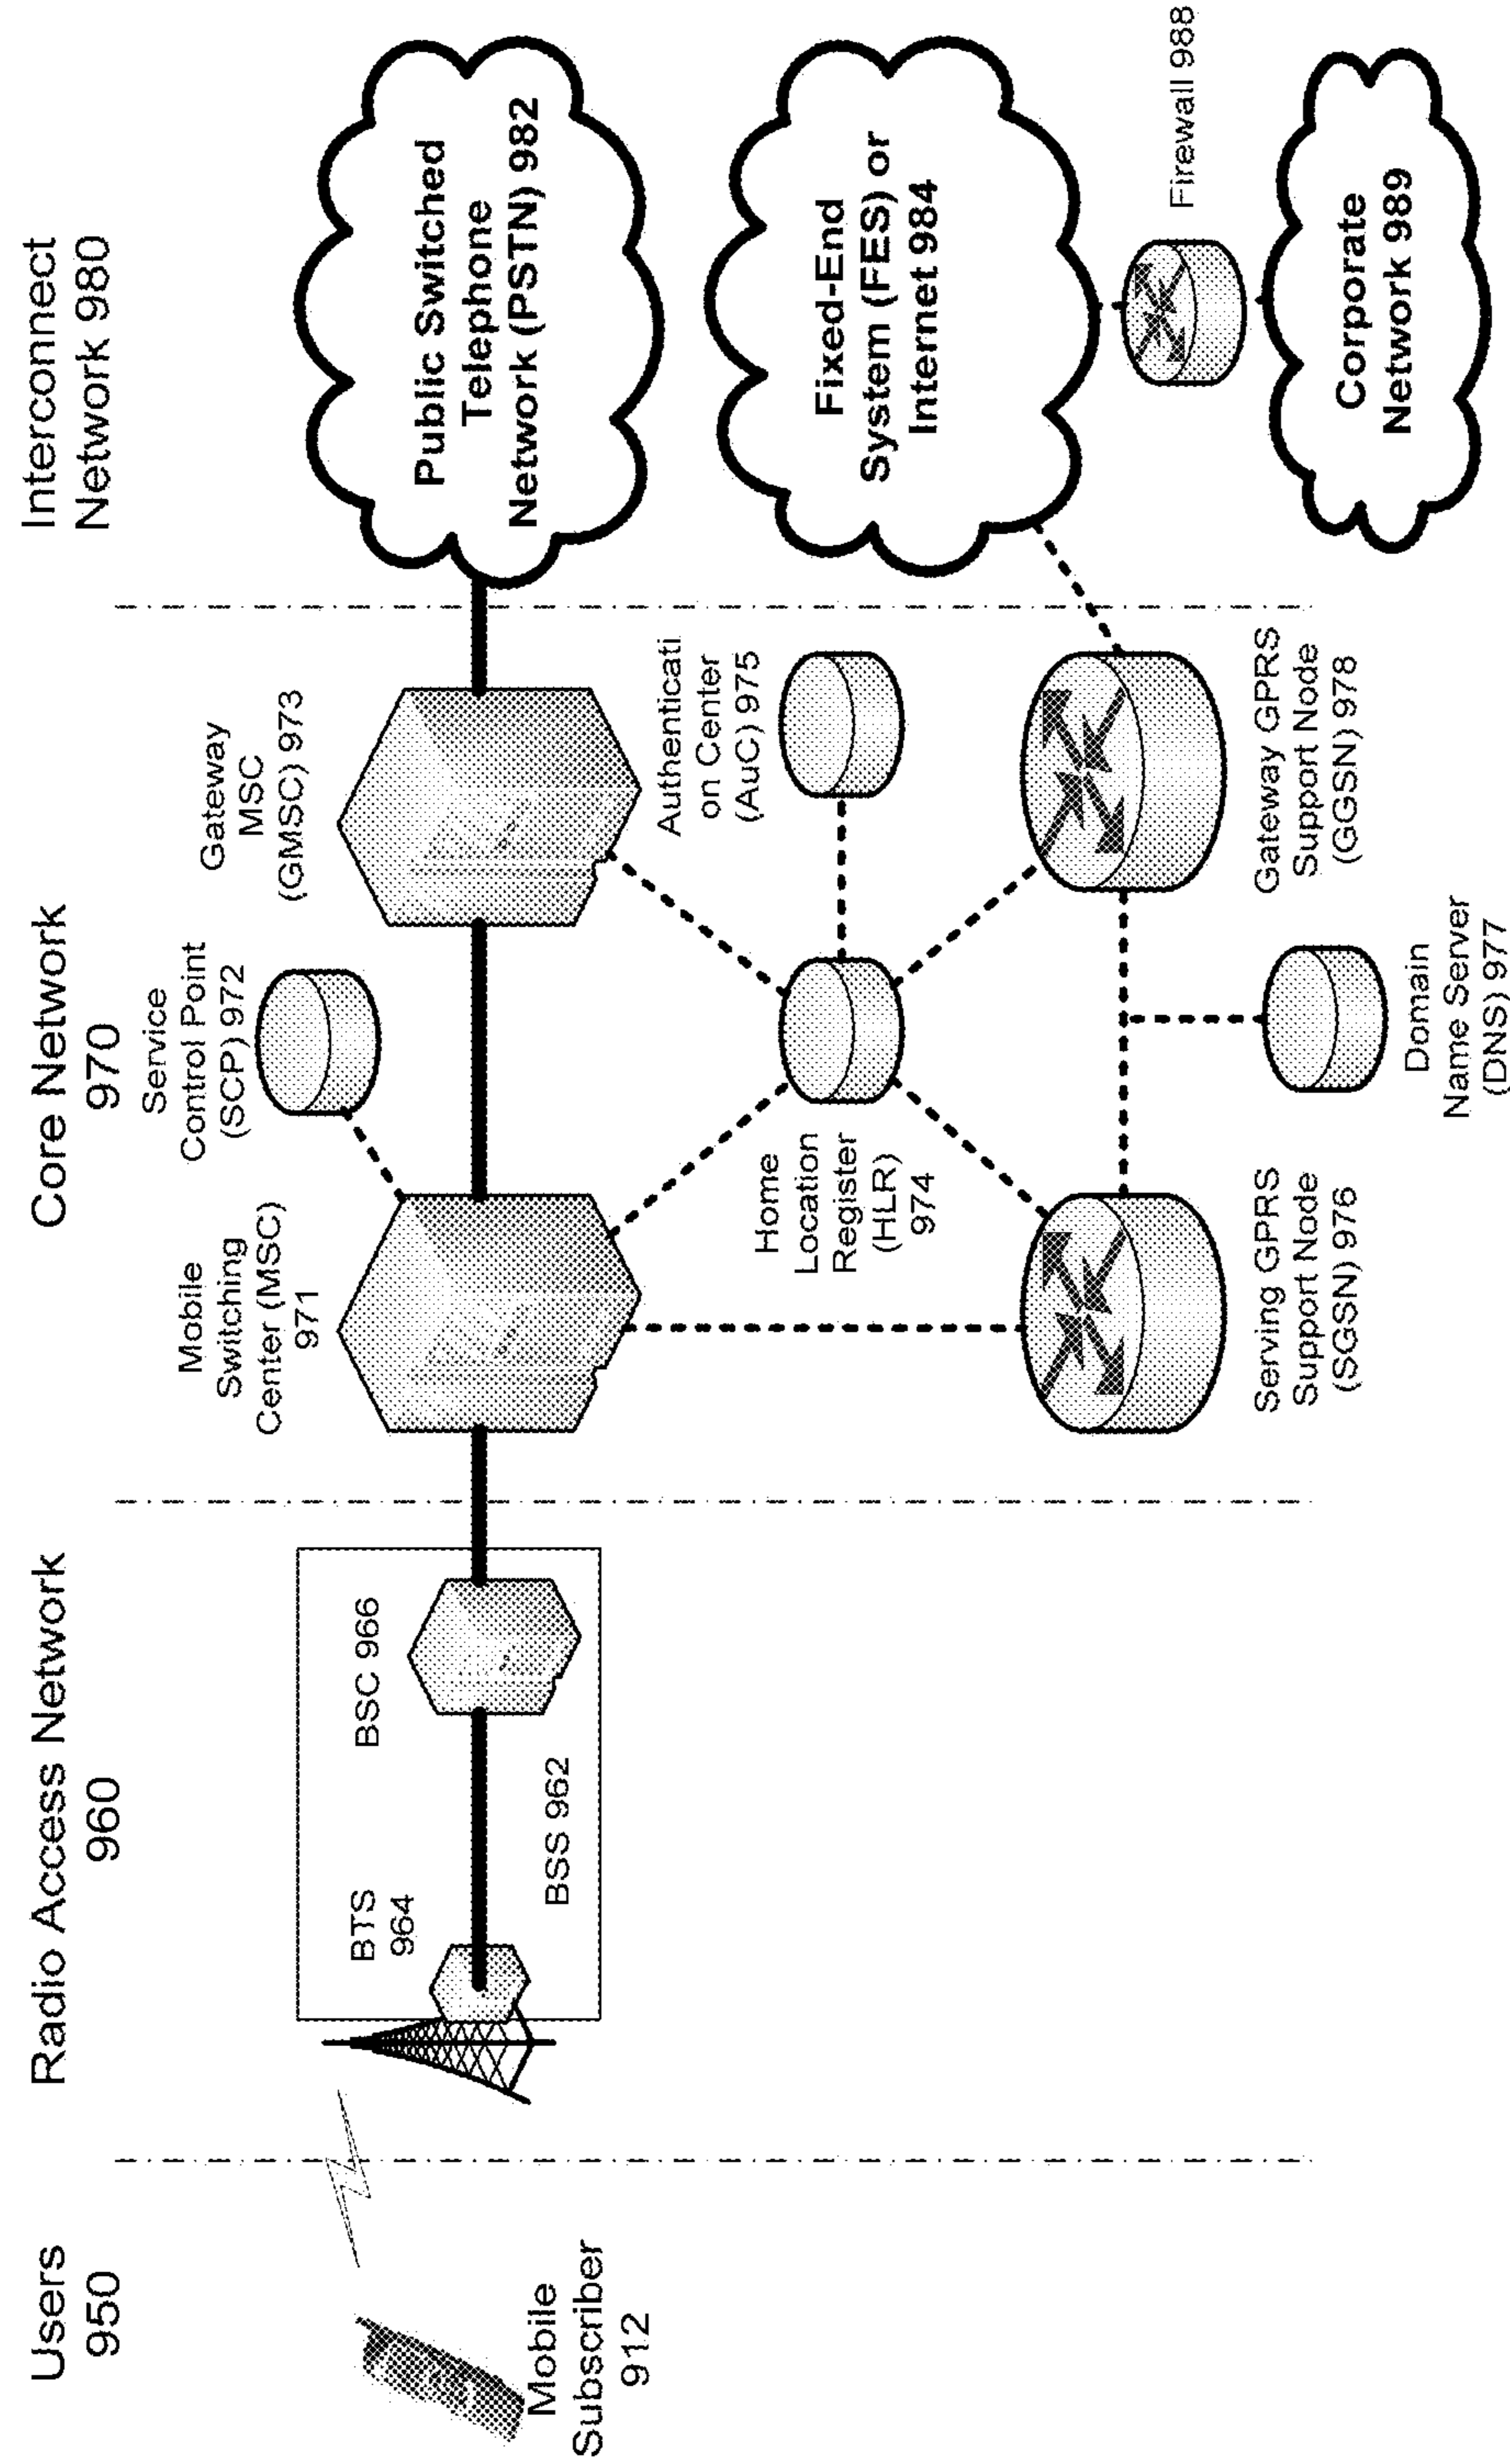 Users
950
Radio Access Network
960
Core Network
970
Interconnect
Network 980
Mobile
Subscriber
912
BTS
964
BSC 966
BSS 962
Mobile
Switching
Center (MSC)
971
Service
Control Point
(SCP) 972
Gateway
MSC
(GMSC) 973
Public Switched
Telephone
Network (PSTN) 982
Home
Location
Register
(HLR)
974
Authenticati
on Center
(AuC) 975
Fixed-End
System (FES) or
Internet 984
Serving GPRS
Support Node
(SGSN) 976
Domain
Name Server
(DNS) 977
Gateway GPRS
Support Node
(GGSN) 978
Firewall 988
Corporate
Network 989